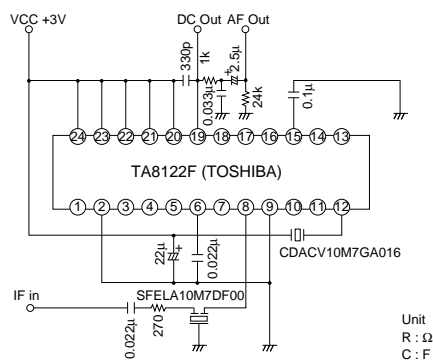 VCC +3V
DC Out
AF Out
330p
1k
2.5μ
+
0.033μ
24k
0.1μ
24 23 22 21 20 19 18 17 16 15 14 13
TA8122F (TOSHIBA)
1 2 3 4 5 6 7 8 9 10 11 12
22μ
+
0.022μ
CDACV10M7GA016
IF in
SFELA10M7DF00
0.022μ
270
Unit
R : Ω
C : F